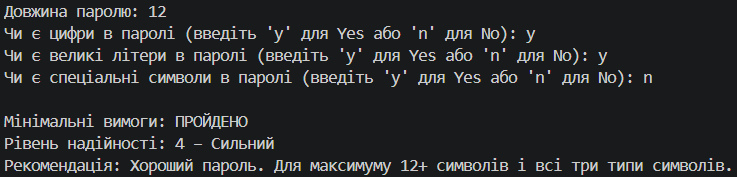 Довжина паролю: 12
Чи є цифри в паролі (введіть 'y' для Yes або 'n' для No): y
Чи є великі літери в паролі (введіть 'y' для Yes або 'n' для No): y
Чи є спеціальні символи в паролі (введіть 'y' для Yes або 'n' для No): n
Мінімальні вимоги: ПРОЙДЕНО
Рівень надійності: 4 – Сильний
Рекомендація: Хороший пароль. Для максимуму 12+ символів і всі три типи символів.